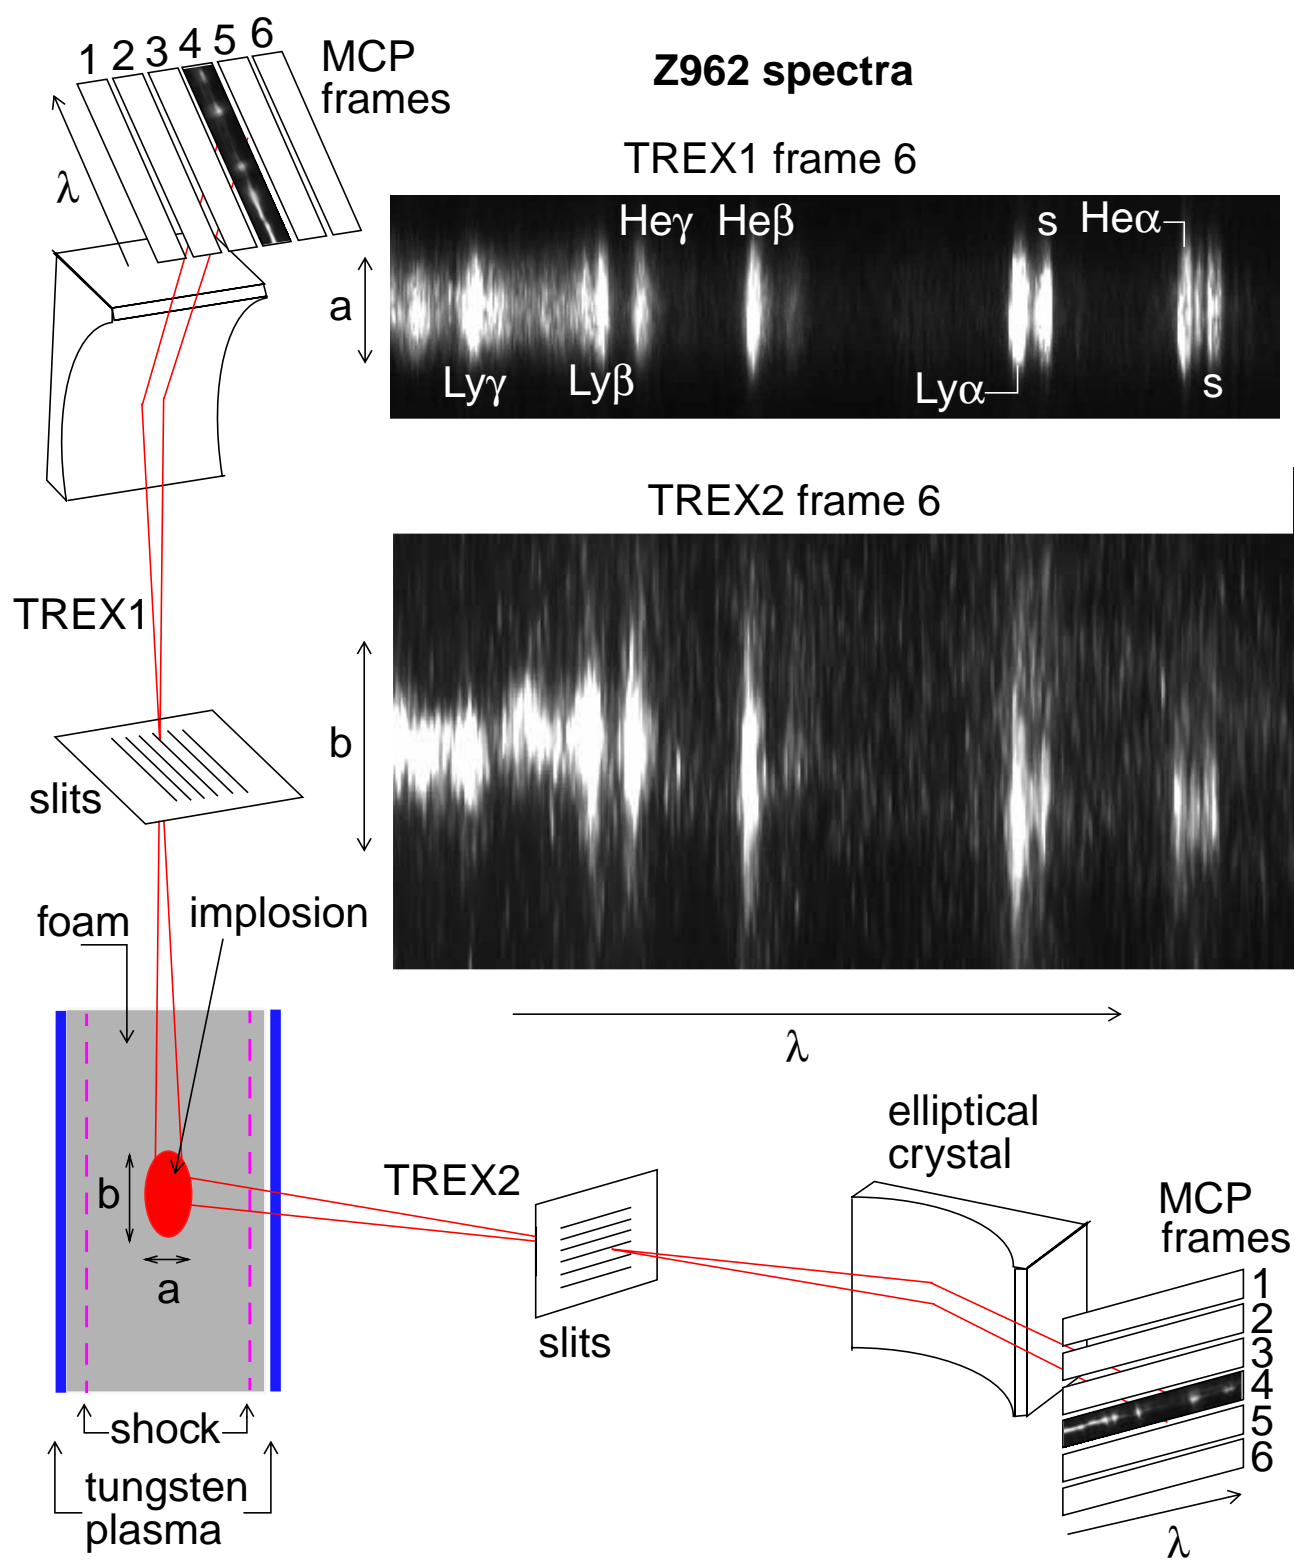 1 2 3 4 5 6
MCP
frames
λ
Z962 spectra
TREX1 frame 6
Heγ Heβ s Heα
a
Lyγ Lyβ Lyα s
TREX2 frame 6
TREX1
b
slits
λ
foam
implosion
b
a
shock
tungsten
plasma
TREX2
slits
elliptical
crystal
MCP
frames
1
2
3
4
5
6
λ